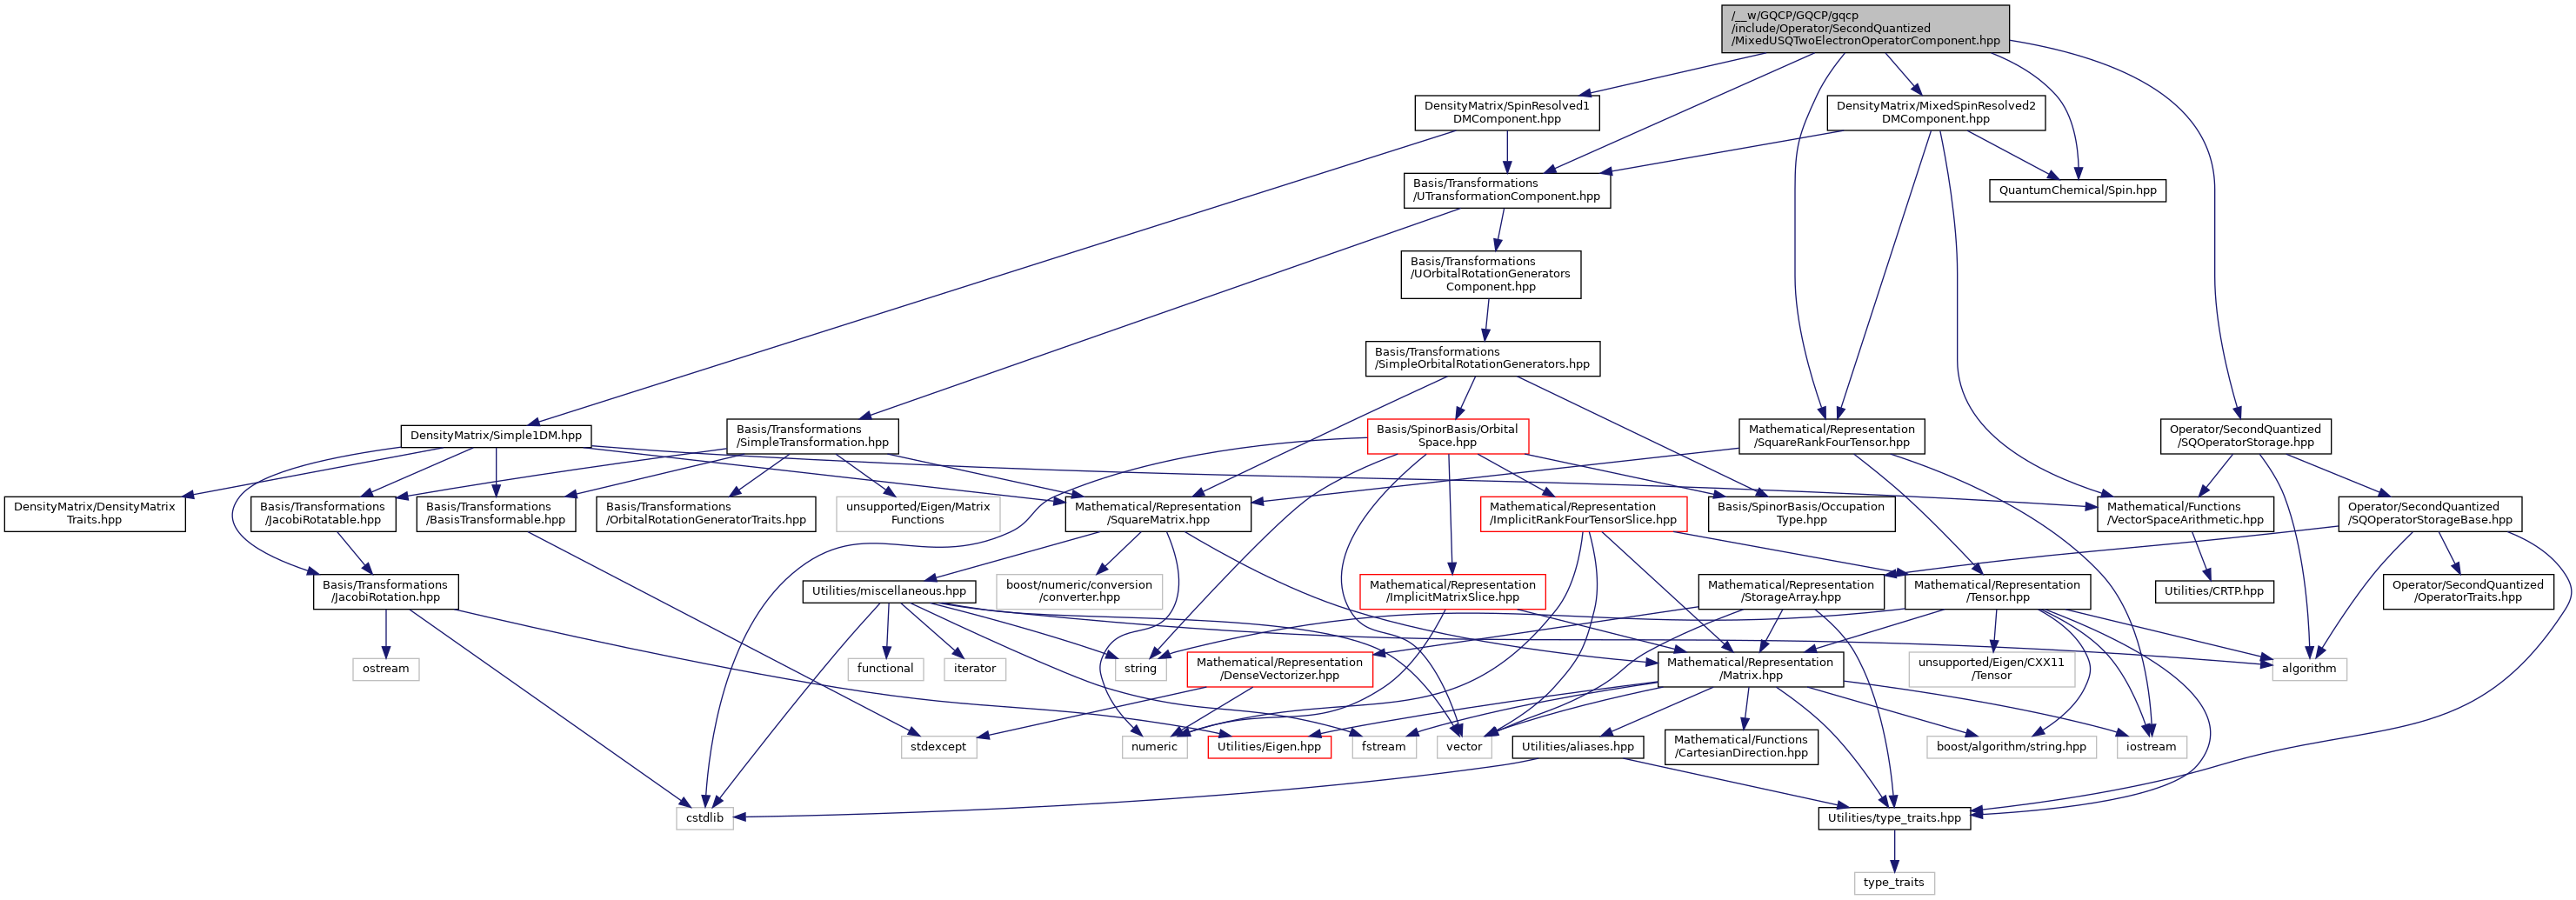 /__w/GQCP/GQCP/gqcp
/include/Operator/SecondQuantized
/MixedUSQTwoElectronOperatorComponent.hpp
DensityMatrix/SpinResolved1
DMComponent.hpp
DensityMatrix/MixedSpinResolved2
DMComponent.hpp
Basis/Transformations
/UTransformationComponent.hpp
QuantumChemical/Spin.hpp
Basis/Transformations
/UOrbitalRotationGenerators
Component.hpp
Basis/Transformations
/SimpleOrbitalRotationGenerators.hpp
DensityMatrix/Simple1DM.hpp
Basis/Transformations
/SimpleTransformation.hpp
Basis/SpinorBasis/Orbital
Space.hpp
Mathematical/Representation
/SquareRankFourTensor.hpp
Operator/SecondQuantized
/SQOperatorStorage.hpp
DensityMatrix/DensityMatrix
Traits.hpp
Basis/Transformations
/JacobiRotatable.hpp
Basis/Transformations
/BasisTransformable.hpp
Basis/Transformations
/OrbitalRotationGeneratorTraits.hpp
unsupported/Eigen/Matrix
Functions
Mathematical/Representation
/SquareMatrix.hpp
Mathematical/Representation
/ImplicitRankFourTensorSlice.hpp
Basis/SpinorBasis/Occupation
Type.hpp
Mathematical/Functions
/VectorSpaceArithmetic.hpp
Operator/SecondQuantized
/SQOperatorStorageBase.hpp
Basis/Transformations
/JacobiRotation.hpp
Utilities/miscellaneous.hpp
boost/numeric/conversion
/converter.hpp
Mathematical/Representation
/ImplicitMatrixSlice.hpp
Mathematical/Representation
/StorageArray.hpp
Mathematical/Representation
/Tensor.hpp
Utilities/CRTP.hpp
Operator/SecondQuantized
/OperatorTraits.hpp
ostream
functional
iterator
string
Mathematical/Representation
/DenseVectorizer.hpp
Mathematical/Representation
/Matrix.hpp
unsupported/Eigen/CXX11
/Tensor
algorithm
stdexcept
numeric
Utilities/Eigen.hpp
fstream
vector
Utilities/aliases.hpp
Mathematical/Functions
/CartesianDirection.hpp
boost/algorithm/string.hpp
iostream
cstdlib
Utilities/type_traits.hpp
type_traits